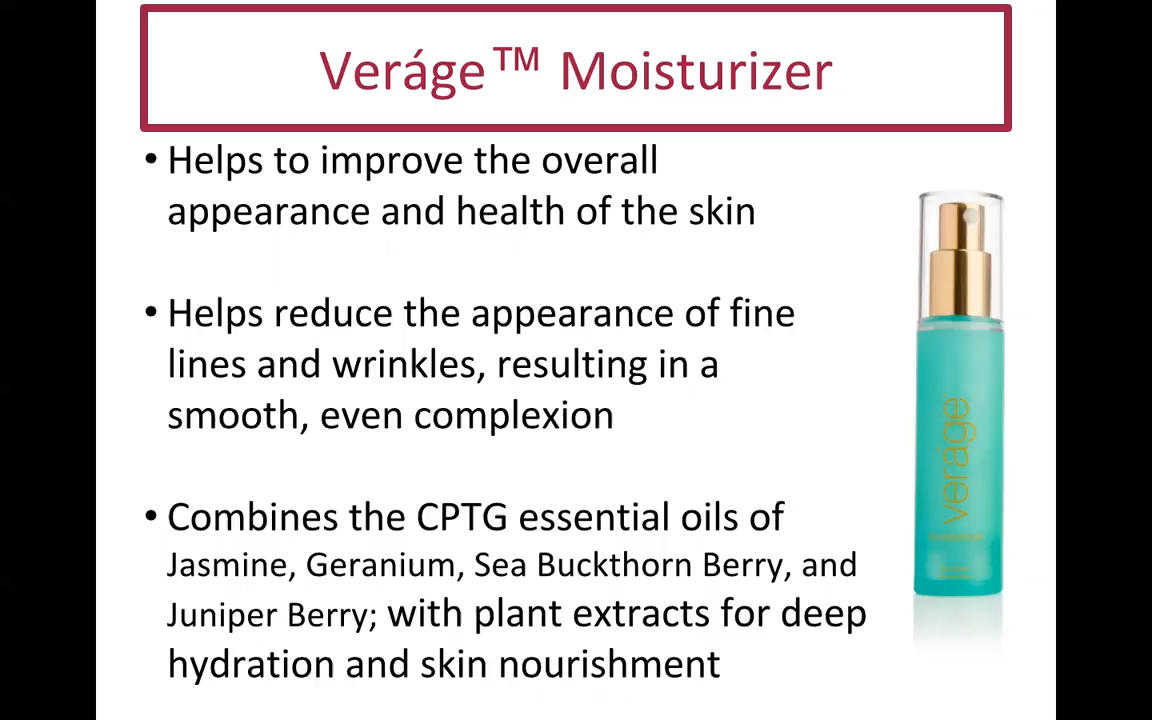 Veráge™ Moisturizer
• Helps to improve the overall
appearance and health of the skin
• Helps reduce the appearance of fine
lines and wrinkles, resulting in a
smooth, even complexion
• Combines the CPTG essential oils of
Jasmine, Geranium, Sea Buckthorn Berry, and
Juniper Berry; with plant extracts for deep
hydration and skin nourishment
veráge